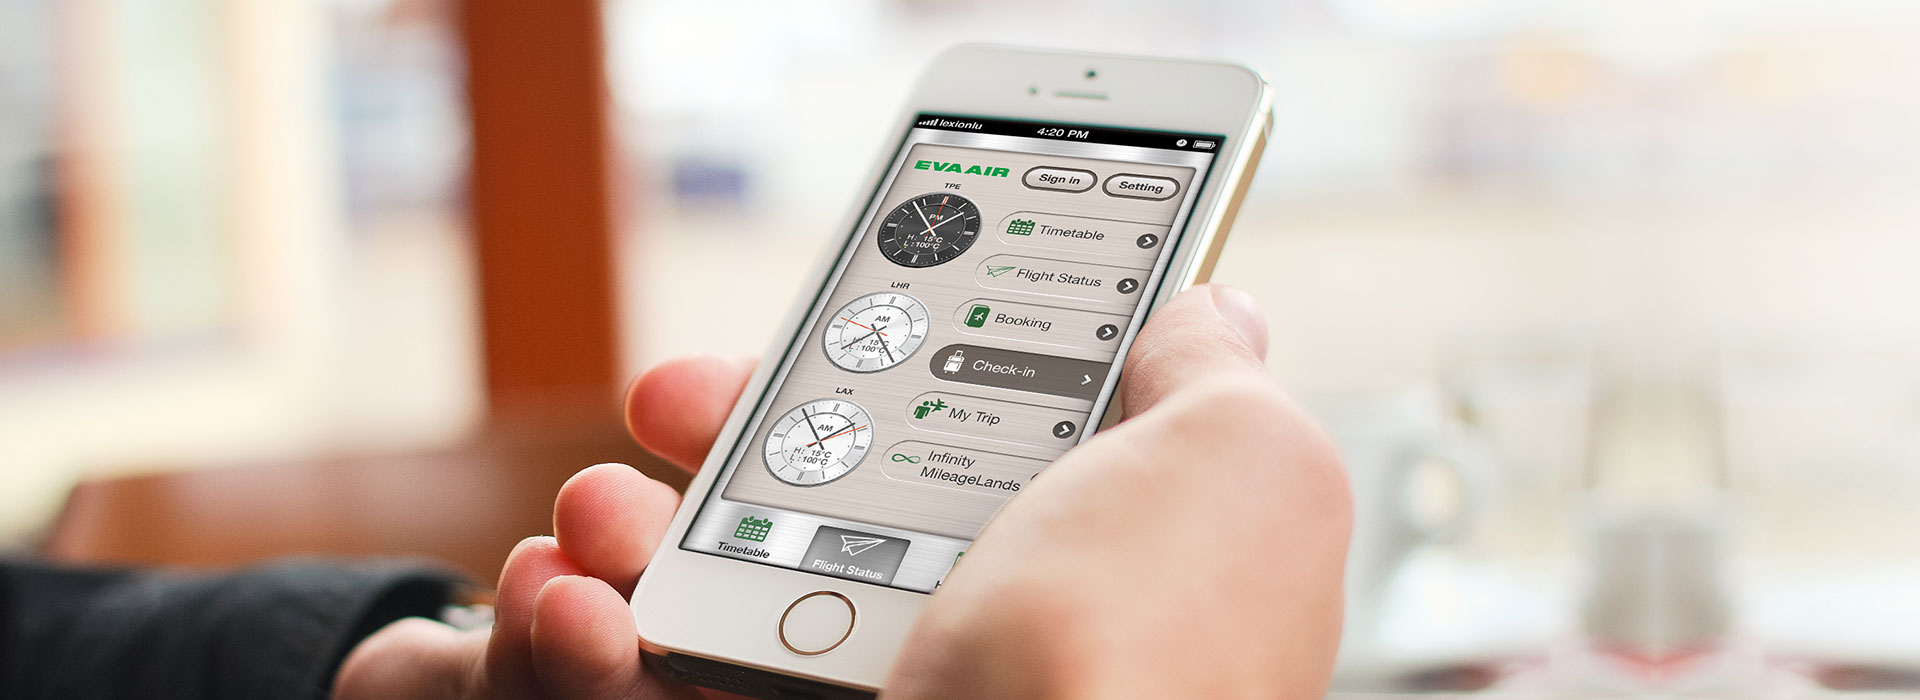 lexionlu
4:20 PM
EVA AIR
Sign in
Setting
TPE
PM
H: 15°C
L:100°C
Timetable
Flight Status
LHR
AM
H: 15°C
L:100°C
Booking
Check-in
LAX
AM
H: 15°C
L:100°C
My Trip
Infinity
MileageLands
Timetable
Flight Status